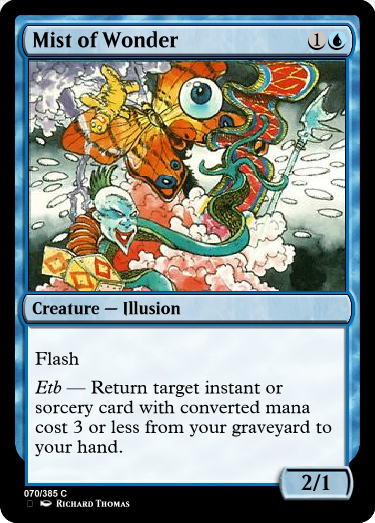 Mist of Wonder 1
Creature — Illusion
Flash
Etb — Return target instant or
sorcery card with converted mana
cost 3 or less from your graveyard to
your hand.
2/1
070/385 C
Richard Thomas